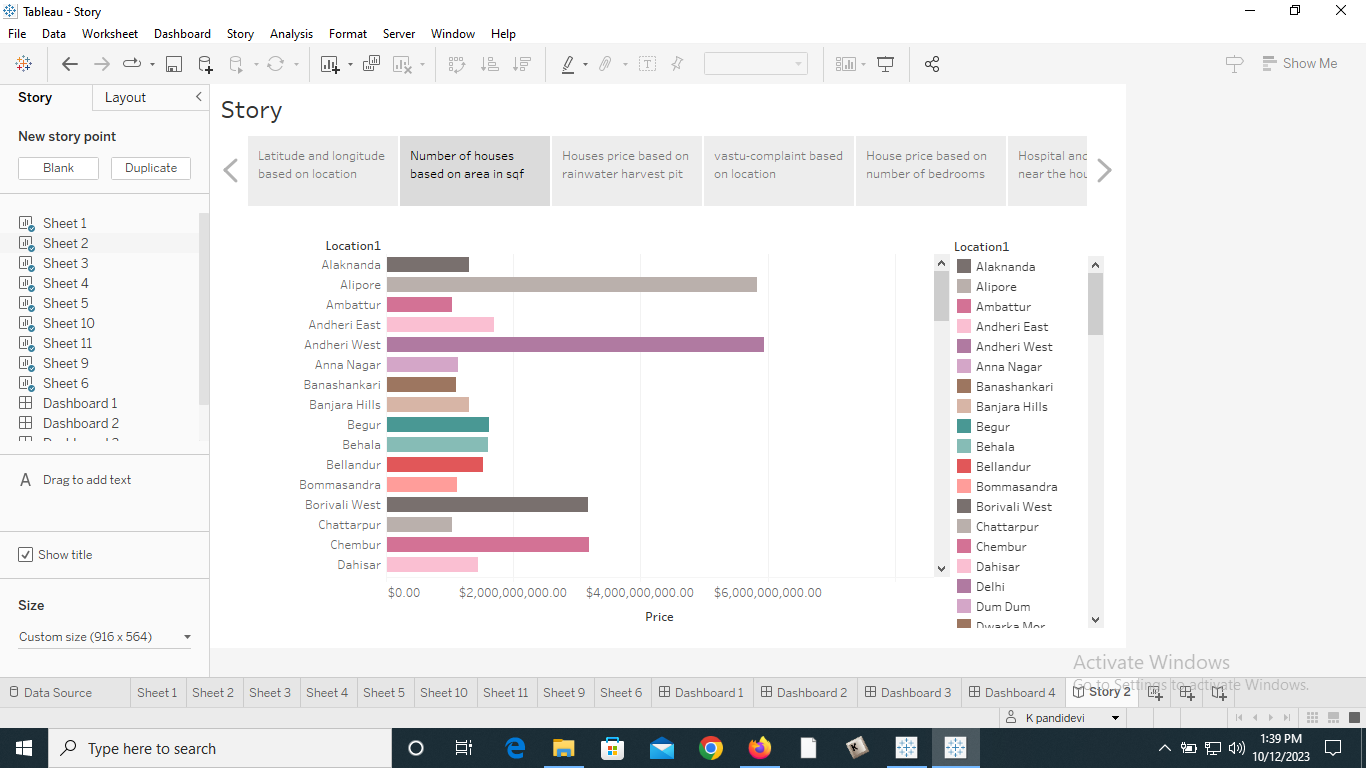 Tableau - Story
File Data Worksheet Dashboard Story Analysis Format Server Window Help
Show Me
Story Layout
New story point
Blank Duplicate
Sheet 1
Sheet 2
Sheet 3
Sheet 4
Sheet 5
Sheet 10
Sheet 11
Sheet 9
Sheet 6
Dashboard 1
Dashboard 2
A Drag to add text
Show title
Size
Custom size (916 x 564)
Story
Latitude and longitude
based on location
Number of houses
based on area in sqf
Houses price based on
rainwater harvest pit
vastu-complaint based
on location
House price based on
number of bedrooms
Hospital and
near the hou
Location1
Alaknanda
Alipore
Ambattur
Andheri East
Andheri West
Anna Nagar
Banashankari
Banjara Hills
Begur
Behala
Bellandur
Bommasandra
Borivali West
Chattarpur
Chembur
Dahisar
$0.00 $2,000,000,000.00 $4,000,000,000.00 $6,000,000,000.00
Price
Location1
Alaknanda
Alipore
Ambattur
Andheri East
Andheri West
Anna Nagar
Banashankari
Banjara Hills
Begur
Behala
Bellandur
Bommasandra
Borivali West
Chattarpur
Chembur
Dahisar
Delhi
Dum Dum
Dwarka Mor
Activate Windows
Go to Settings to activate Windows.
Data Source Sheet 1 Sheet 2 Sheet 3 Sheet 4 Sheet 5 Sheet 10 Sheet 11 Sheet 9 Sheet 6 Dashboard 1 Dashboard 2 Dashboard 3 Dashboard 4 Story 2
K pandidevi
Type here to search
1:39 PM
10/12/2023